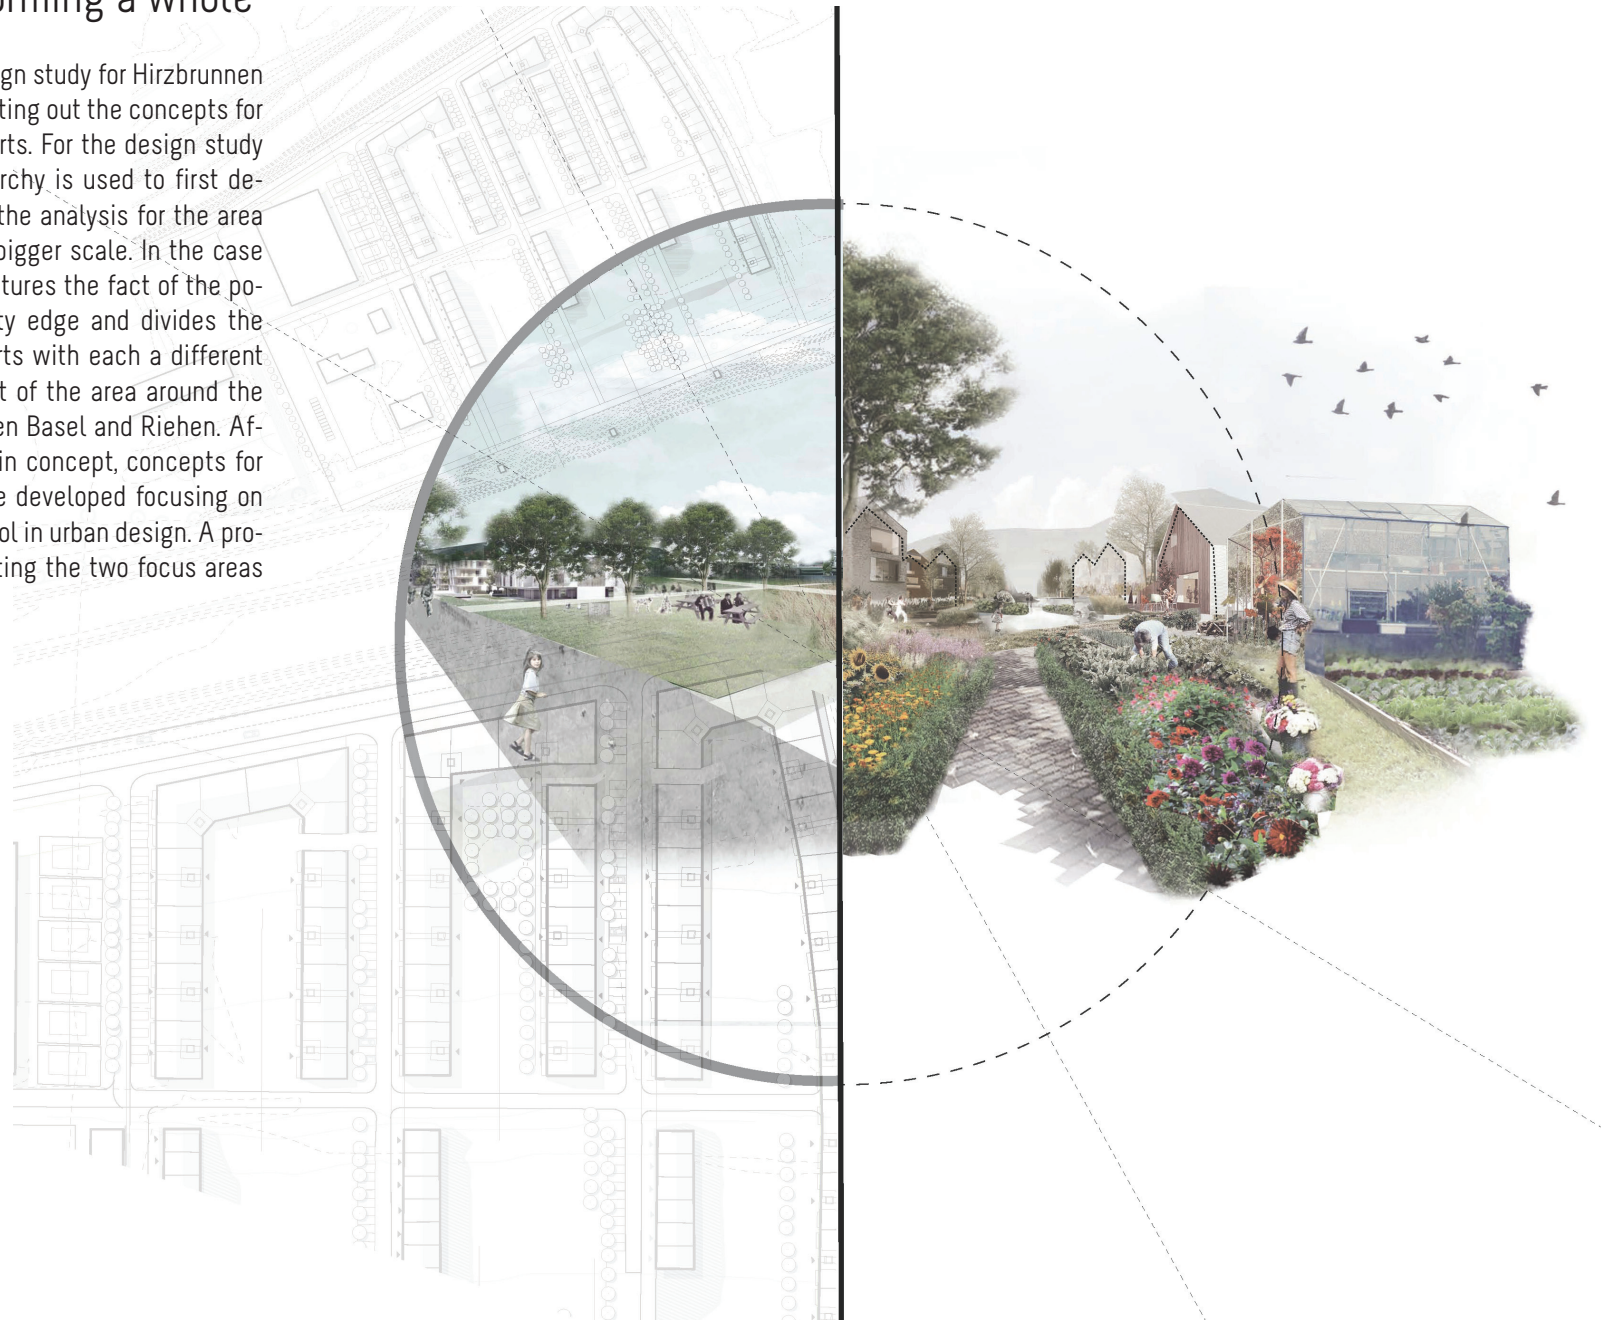 orming a whole
gn study for Hirzbrunnen
ting out the concepts for
rts. For the design study
rchy is used to first de-
the analysis for the area
bigger scale. In the case
tures the fact of the po-
ty edge and divides the
rts with each a different
t of the area around the
en Basel and Riehen. Af-
in concept, concepts for
e developed focusing on
ol in urban design. A pro-
ting the two focus areas